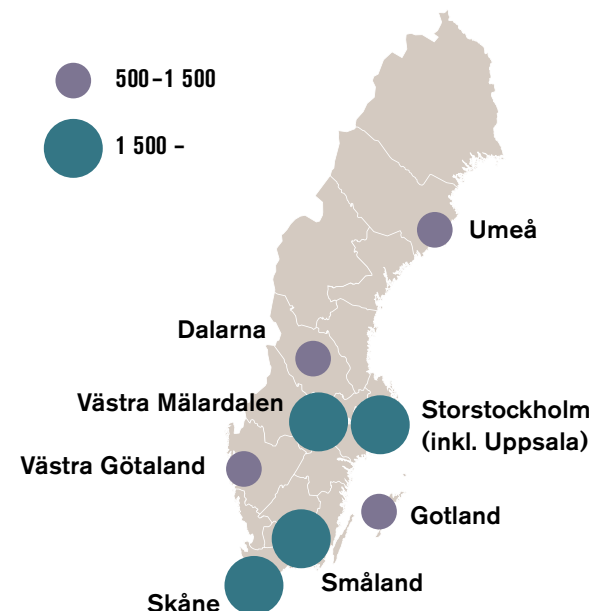 500–1 500
1 500 –
Umeå
Dalarna
Västra Mälardalen
Storstockholm
(inkl. Uppsala)
Västra Götaland
Gotland
Småland
Skåne